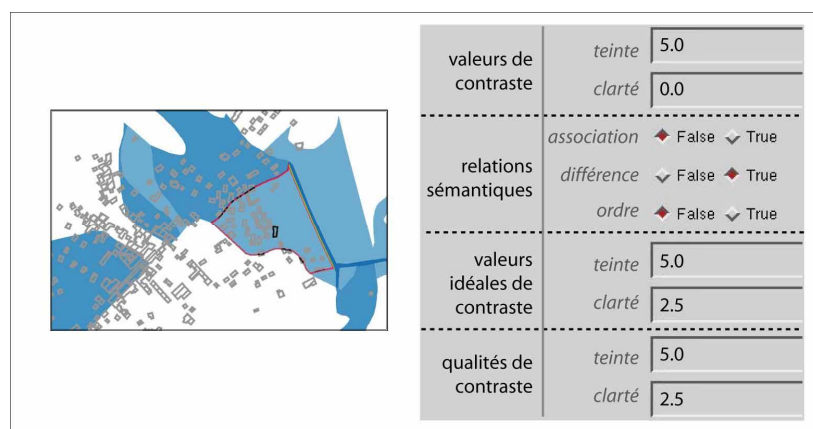 valeurs de
contraste
teinte 5.0
clarté 0.0
relations
sémantiques
association False True
différence False True
ordre False True
valeurs
idéales de
contraste
teinte 5.0
clarté 2.5
qualités de
contraste
teinte 5.0
clarté 2.5